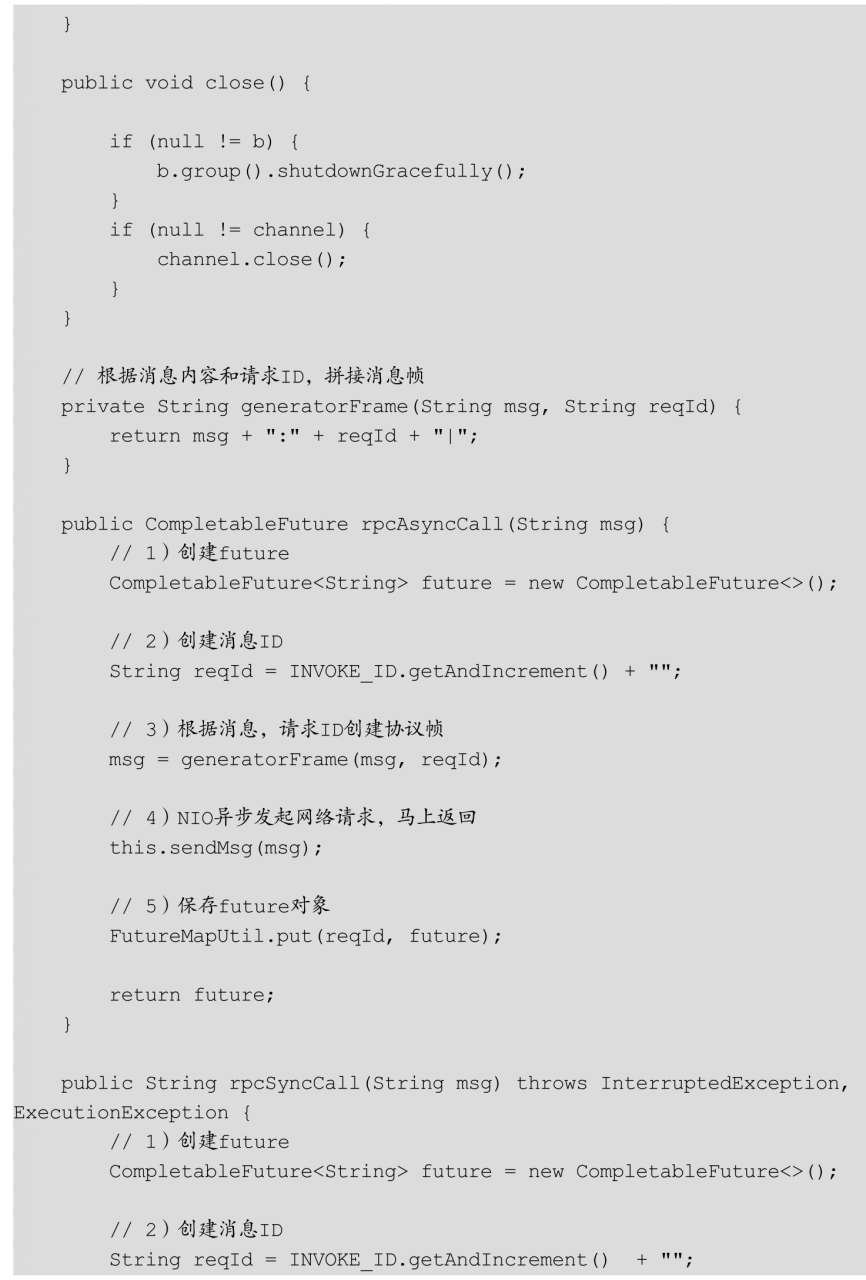 }

    public void close() {

        if (null != b) {
            b.group().shutdownGracefully();
        }
        if (null != channel) {
            channel.close();
        }
    }

    // 根据消息内容和请求ID，拼接消息帧
    private String generatorFrame(String msg, String reqId) {
        return msg + ":" + reqId + "|";
    }

    public CompletableFuture rpcAsyncCall(String msg) {
        // 1）创建future
        CompletableFuture<String> future = new CompletableFuture<>();

        // 2）创建消息ID
        String reqId = INVOKE_ID.getAndIncrement() + "";

        // 3）根据消息，请求ID创建协议帧
        msg = generatorFrame(msg, reqId);

        // 4）NIO异步发起网络请求，马上返回
        this.sendMsg(msg);

        // 5）保存future对象
        FutureMapUtil.put(reqId, future);

        return future;
    }

    public String rpcSyncCall(String msg) throws InterruptedException,
ExecutionException {
        // 1）创建future
        CompletableFuture<String> future = new CompletableFuture<>();

        // 2）创建消息ID
        String reqId = INVOKE_ID.getAndIncrement()  + "";